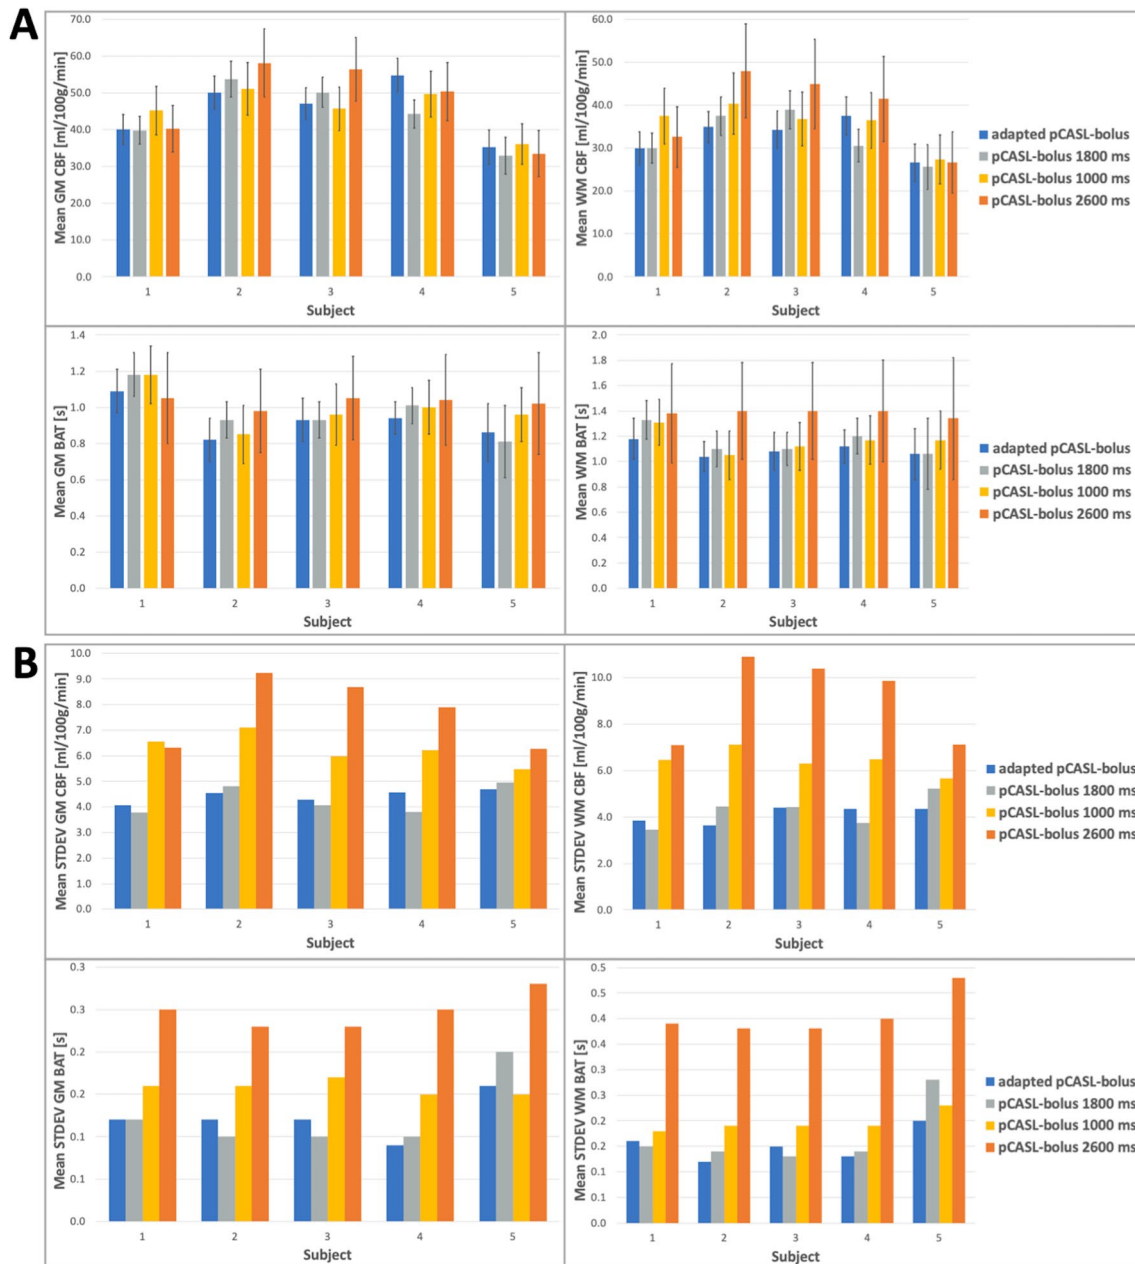 A
Mean GM CBF [ml/100g/min]
70.0
60.0
50.0
40.0
30.0
20.0
10.0
0.0
1 2 3 4 5
Subject
Mean WM CBF [ml/100g/min]
60.0
50.0
40.0
30.0
20.0
10.0
0.0
1 2 3 4 5
Subject
adapted pCASL-bolus
pCASL-bolus 1800 ms
pCASL-bolus 1000 ms
pCASL-bolus 2600 ms
Mean GM BAT [s]
1.4
1.2
1.0
0.8
0.6
0.4
0.2
0.0
1 2 3 4 5
Subject
Mean WM BAT [s]
2.0
1.8
1.6
1.4
1.2
1.0
0.8
0.6
0.4
0.2
0.0
1 2 3 4 5
Subject
adapted pCASL-bolus
pCASL-bolus 1800 ms
pCASL-bolus 1000 ms
pCASL-bolus 2600 ms
B
Mean STDEV GM CBF [ml/100g/min]
10.0
9.0
8.0
7.0
6.0
5.0
4.0
3.0
2.0
1.0
0.0
1 2 3 4 5
Subject
Mean STDEV WM CBF [ml/100g/min]
10.0
8.0
6.0
4.0
2.0
0.0
1 2 3 4 5
Subject
adapted pCASL-bolus
pCASL-bolus 1800 ms
pCASL-bolus 1000 ms
pCASL-bolus 2600 ms
Mean STDEV GM BAT [s]
0.3
0.3
0.2
0.2
0.1
0.1
0.0
1 2 3 4 5
Subject
Mean STDEV WM BAT [s]
0.5
0.5
0.4
0.4
0.3
0.3
0.2
0.2
0.1
0.1
0.0
1 2 3 4 5
Subject
adapted pCASL-bolus
pCASL-bolus 1800 ms
pCASL-bolus 1000 ms
pCASL-bolus 2600 ms